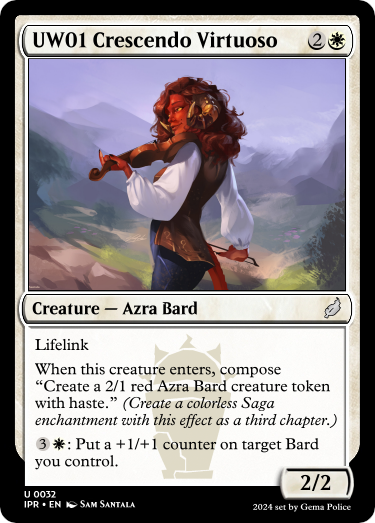 UW01 Crescendo Virtuoso 2
Creature — Azra Bard
Lifelink
When this creature enters, compose
“Create a 2/1 red Azra Bard creature token
with haste.” (Create a colorless Saga
enchantment with this effect as a third chapter.)
3 : Put a +1/+1 counter on target Bard
you control.
2/2
U 0032
IPR • EN Sam Santala
2024 set by Gema Police